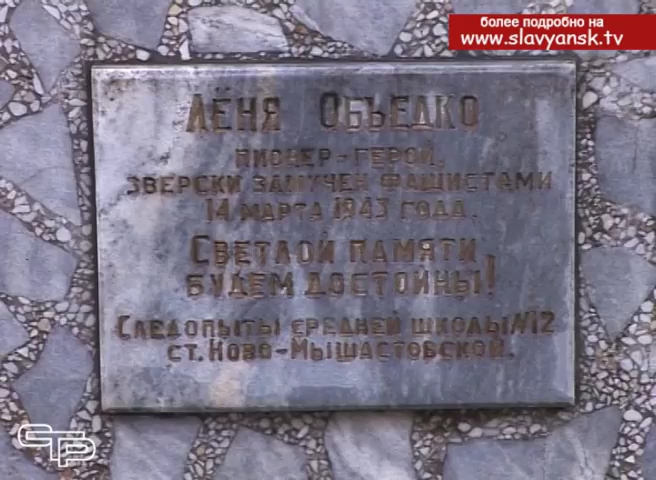 более подробно на
www.slavyansk.tv
Лёня Объедко
пионер-герой,
зверски замучен фашистами
14 марта 1943 года.
Светлой памяти
будем достойны!
Следопыты средней школы №12
ст. Ново-Мышастовской.
СТР